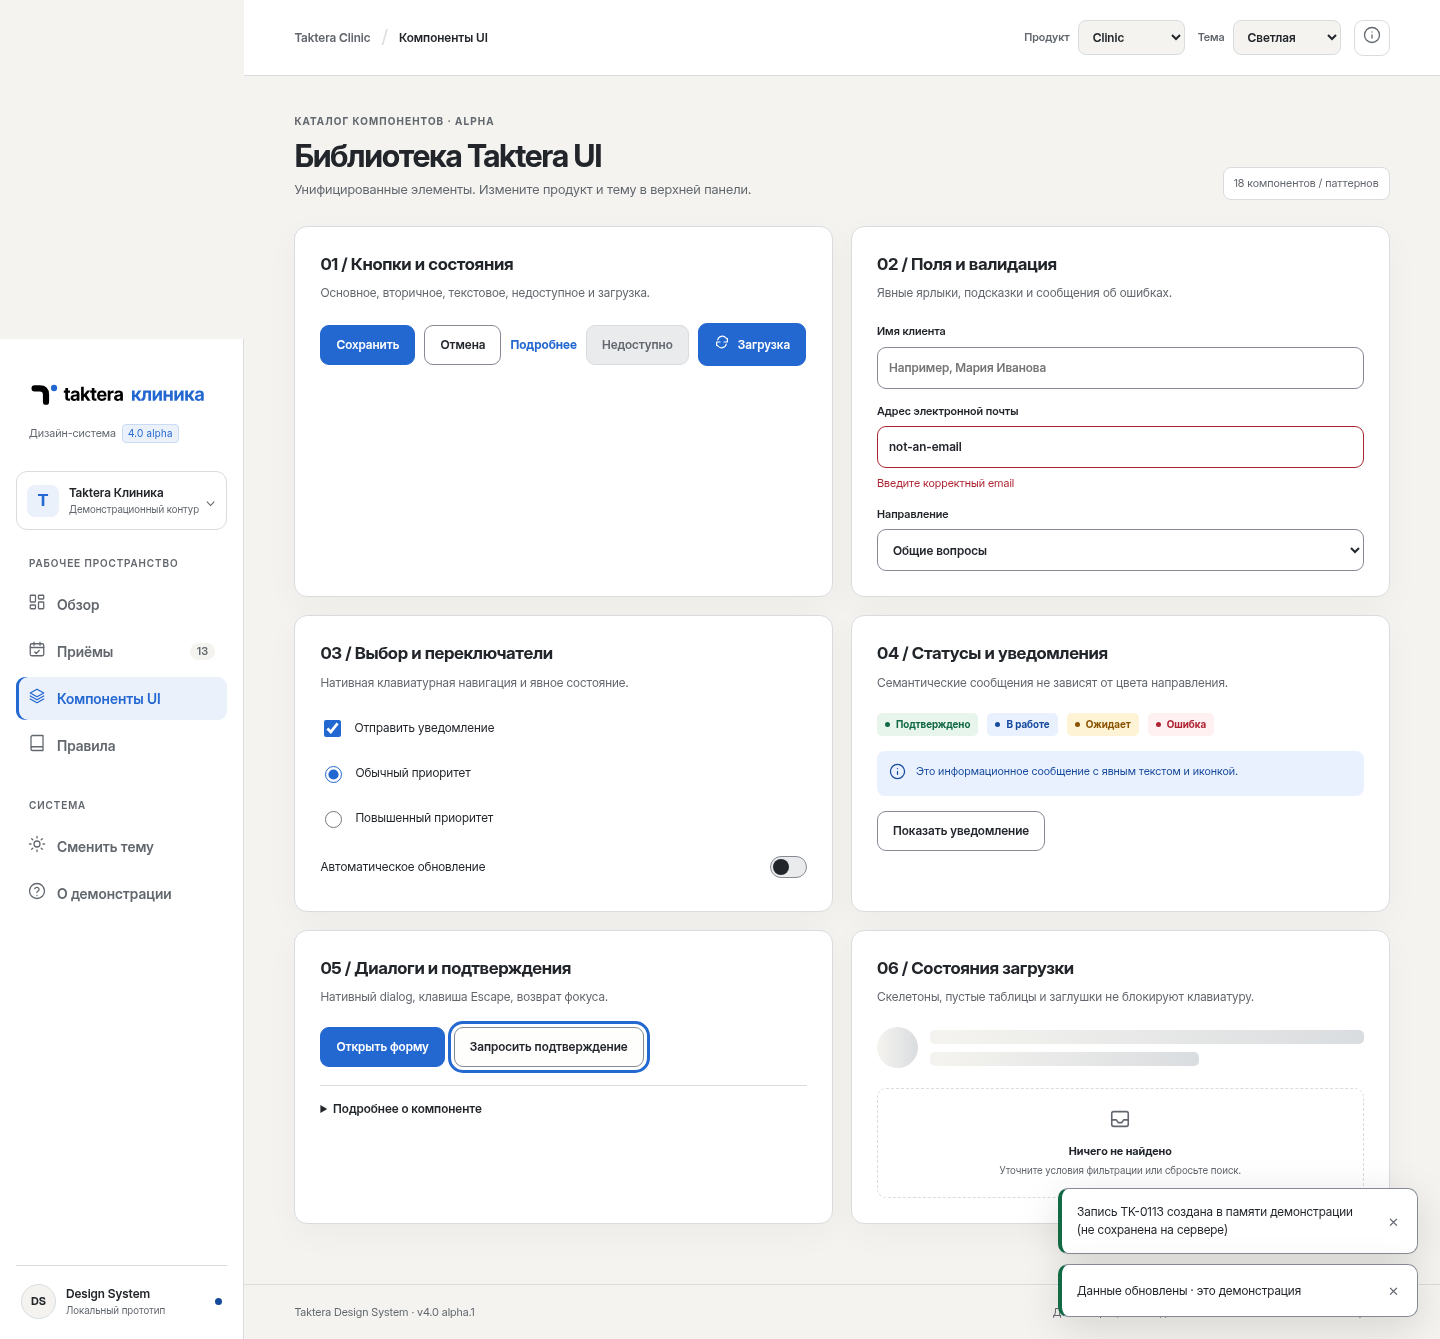 Taktera Clinic / Компоненты UI
Продукт Clinic Тема Светлая
taktera клиника
Дизайн-система 4.0 alpha
T
Taktera Клиника
Демонстрационный контур
РАБОЧЕЕ ПРОСТРАНСТВО
Обзор
Приёмы 13
Компоненты UI
Правила
СИСТЕМА
Сменить тему
О демонстрации
DS
Design System
Локальный прототип
КАТАЛОГ КОМПОНЕНТОВ · ALPHA
Библиотека Taktera UI
Унифицированные элементы. Измените продукт и тему в верхней панели.
18 компонентов / паттернов
01 / Кнопки и состояния
Основное, вторичное, текстовое, недоступное и загрузка.
Сохранить Отмена Подробнее Недоступно Загрузка
02 / Поля и валидация
Явные ярлыки, подсказки и сообщения об ошибках.
Имя клиента
Например, Мария Иванова
Адрес электронной почты
not-an-email
Введите корректный email
Направление
Общие вопросы
03 / Выбор и переключатели
Нативная клавиатурная навигация и явное состояние.
Отправить уведомление
Обычный приоритет
Повышенный приоритет
Автоматическое обновление
04 / Статусы и уведомления
Семантические сообщения не зависят от цвета направления.
Подтверждено В работе Ожидает Ошибка
Это информационное сообщение с явным текстом и иконкой.
Показать уведомление
05 / Диалоги и подтверждения
Нативный dialog, клавиша Escape, возврат фокуса.
Открыть форму Запросить подтверждение
Подробнее о компоненте
06 / Состояния загрузки
Скелетоны, пустые таблицы и заглушки не блокируют клавиатуру.
Ничего не найдено
Уточните условия фильтрации или сбросьте поиск.
Запись TK-0113 создана в памяти демонстрации
(не сохранена на сервере)
Данные обновлены · это демонстрация
Taktera Design System · v4.0 alpha.1